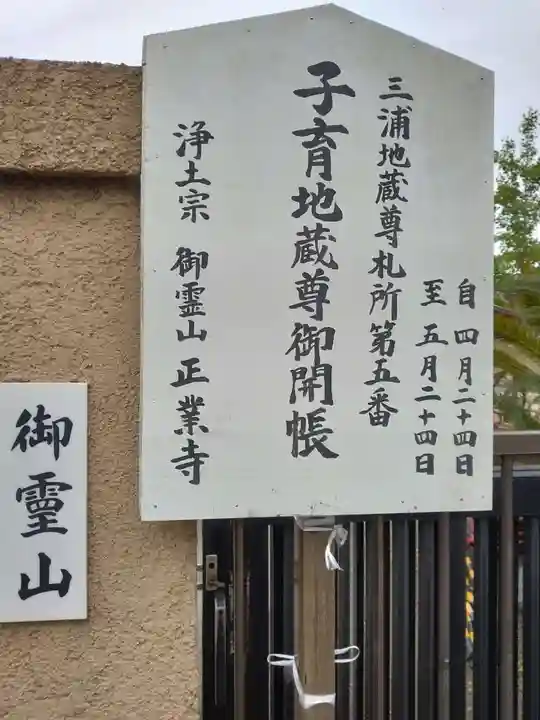 自 四月二十四日
至 五月二十四日
三浦地蔵尊札所第五番
子育地蔵尊御開帳
浄土宗 御霊山 正業寺
御靈山